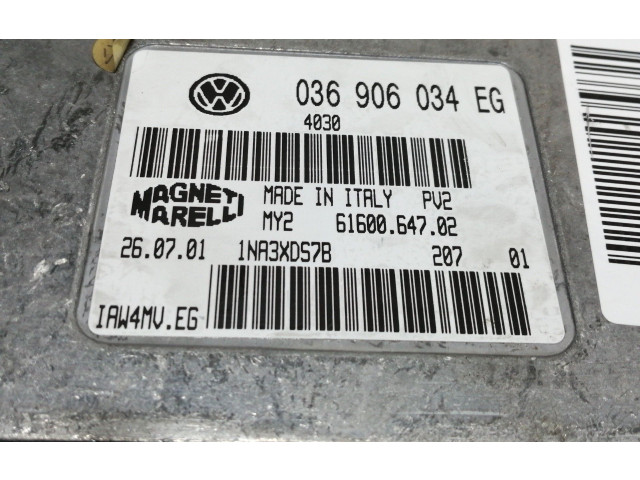 036 906 034 EG
4030
MAGNETI MARELLI
MADE IN ITALY PV2
MY2 61600.647.02
26.07.01 1NA3XDS7B 207 01
IAW4MV.EG